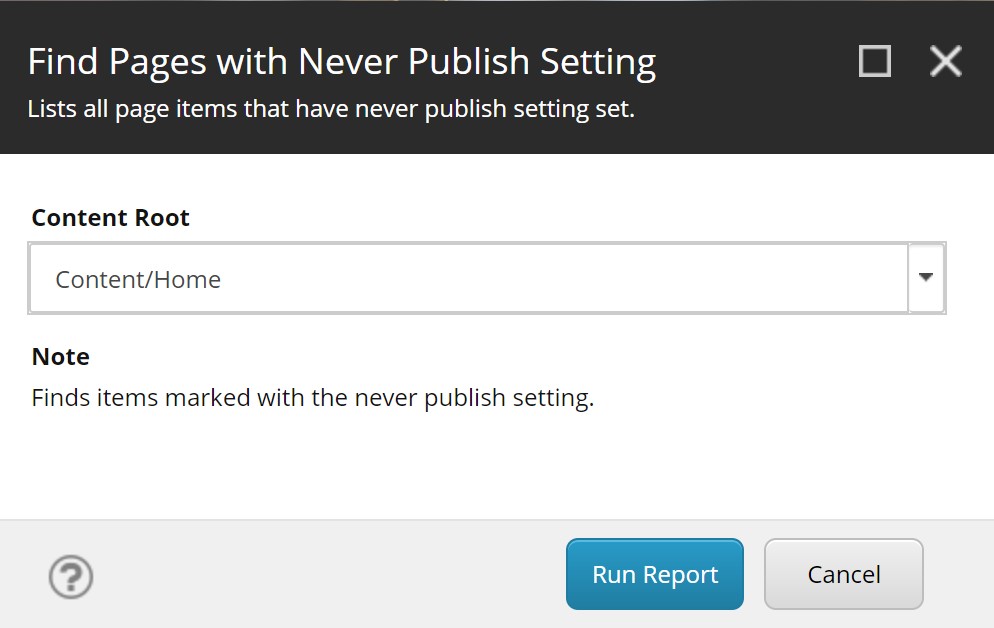 Find Pages with Never Publish Setting
Lists all page items that have never publish setting set.
Content Root
Content/Home
Note
Finds items marked with the never publish setting.
?
Run Report
Cancel